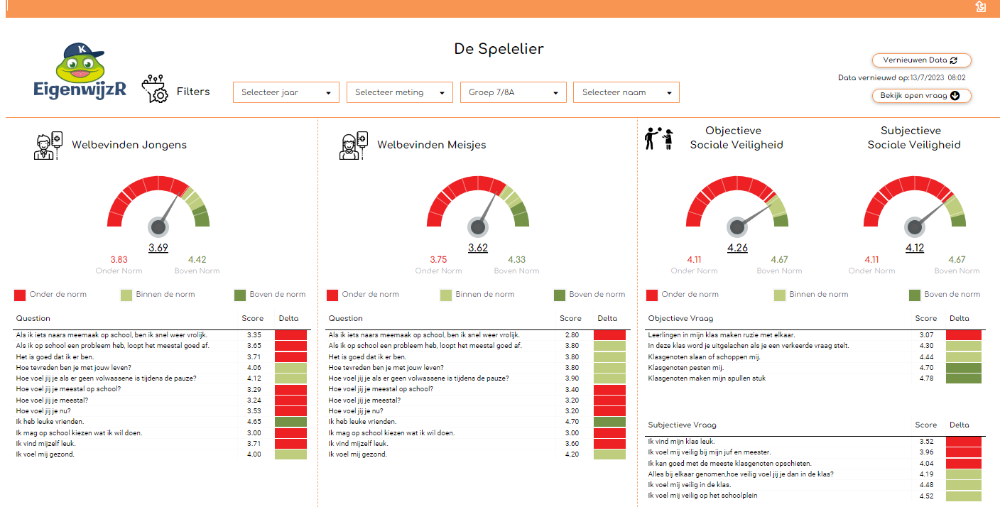 De Spelelier
K
EigenwijzR
Filters
Selecteer jaar
Selecteer meting
Groep 7/8A
Selecteer naam
Vernieuwen Data
Data vernieuwd op:13/7/2023 08:02
Bekijk open vraag
Welbevinden Jongens
3.69
3.83 4.42
Onder Norm Boven Norm
Onder de norm Binnen de norm Boven de norm
Question Score Delta
Als ik iets naars meemaak op school, ben ik snel weer vrolijk. 3.35
Als ik op school een probleem heb, loopt het meestal goed af. 3.65
Het is goed dat ik er ben. 3.71
Hoe tevreden ben je met jouw leven? 4.06
Hoe voel jij je als er geen volwassene is tijdens de pauze? 4.12
Hoe voel jij je meestal op school? 3.29
Hoe voel jij je meestal? 3.24
Hoe voel jij je nu? 3.53
Ik heb leuke vrienden. 4.65
Ik mag op school kiezen wat ik wil doen. 3.00
Ik vind mijzelf leuk. 3.71
Ik voel mij gezond. 4.00
Welbevinden Meisjes
3.62
3.75 4.33
Onder Norm Boven Norm
Onder de norm Binnen de norm Boven de norm
Question Score Delta
Als ik iets naars meemaak op school, ben ik snel weer vrolijk. 2.80
Als ik op school een probleem heb, loopt het meestal goed af. 3.80
Het is goed dat ik er ben. 3.80
Hoe tevreden ben je met jouw leven? 3.80
Hoe voel jij je als er geen volwassene is tijdens de pauze? 3.90
Hoe voel jij je meestal op school? 3.40
Hoe voel jij je meestal? 3.20
Hoe voel jij je nu? 3.20
Ik heb leuke vrienden. 4.70
Ik mag op school kiezen wat ik wil doen. 3.00
Ik vind mijzelf leuk. 3.60
Ik voel mij gezond. 4.20
Objectieve
Sociale Veiligheid
4.26
4.11 4.67
Onder Norm Boven Norm
Subjectieve
Sociale Veiligheid
4.12
4.11 4.67
Onder Norm Boven Norm
Onder de norm Binnen de norm Boven de norm
Objectieve Vraag Score Delta
Leerlingen in mijn klas maken ruzie met elkaar. 3.07
In deze klas word je uitgelachen als je een verkeerde vraag stelt. 4.30
Klasgenoten slaan of schoppen mij. 4.44
Klasgenoten pesten mij. 4.70
Klasgenoten maken mijn spullen stuk 4.78
Subjectieve Vraag Score Delta
Ik vind mijn klas leuk. 3.52
Ik voel mij veilig bij mijn juf en meester. 3.96
Ik kan goed met de meeste klasgenoten opschieten. 4.04
Alles bij elkaar genomen,hoe veilig voel jij je dan in de klas? 4.19
Ik voel mij veilig in de klas. 4.48
Ik voel mij veilig op het schoolplein 4.52